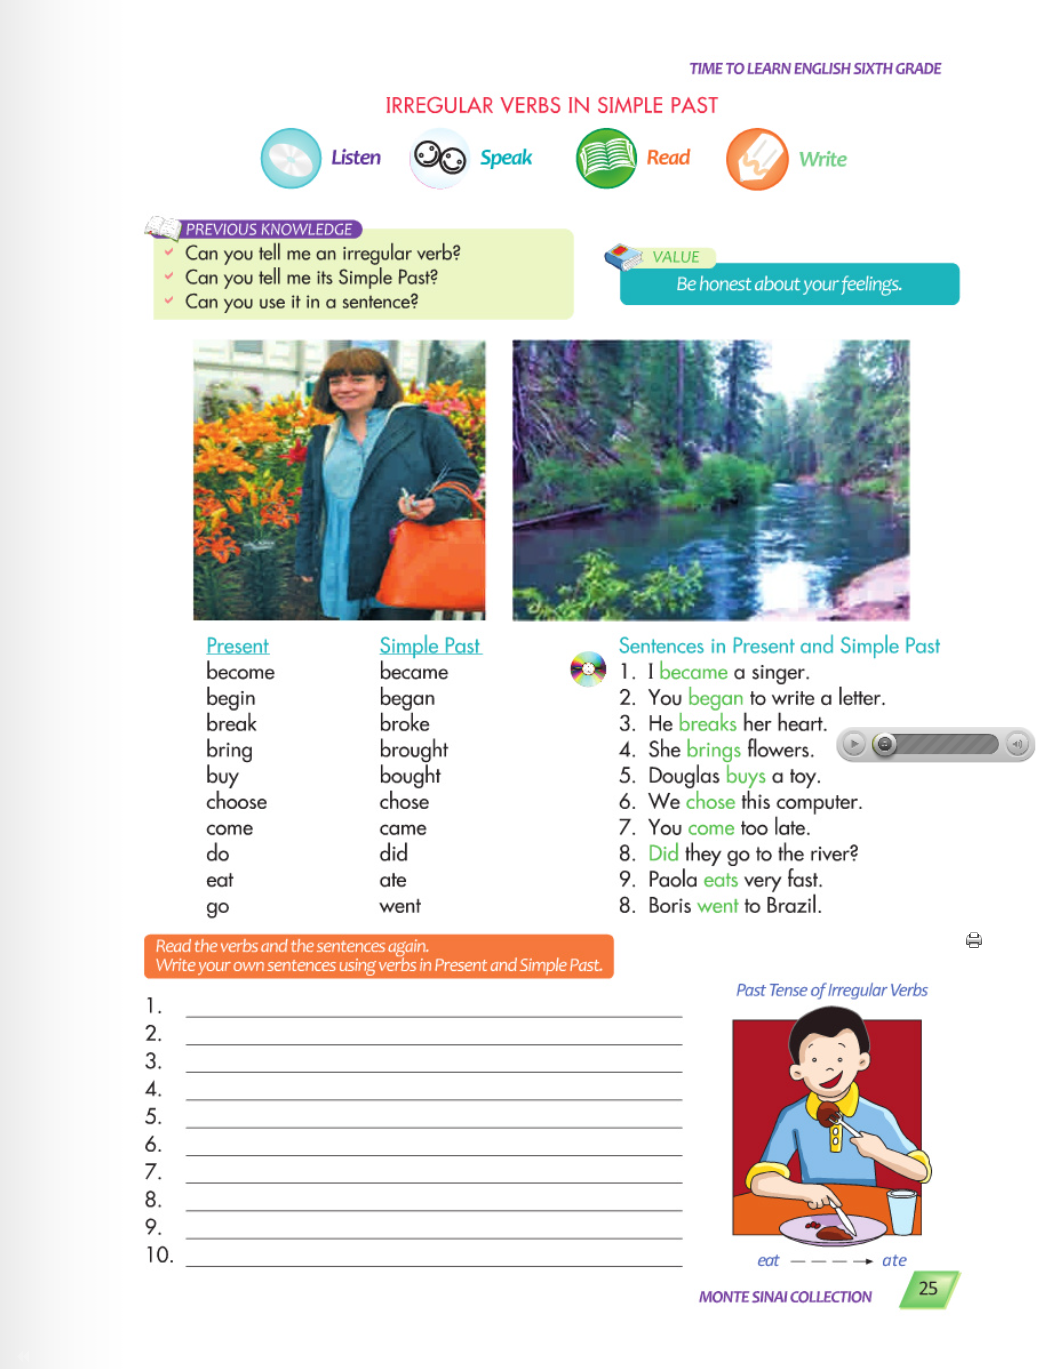 TIME TO LEARN ENGLISH SIXTH GRADE
IRREGULAR VERBS IN SIMPLE PAST
Listen
Speak
Read
Write
PREVIOUS KNOWLEDGE
Can you tell me an irregular verb?
Can you tell me its Simple Past?
Can you use it in a sentence?
VALUE
Be honest about your feelings.
Present Simple Past
become became
begin began
break broke
bring brought
buy bought
choose chose
come came
do did
eat ate
go went
Sentences in Present and Simple Past
1. I became a singer.
2. You began to write a letter.
3. He breaks her heart.
4. She brings flowers.
5. Douglas buys a toy.
6. We chose this computer.
7. You come too late.
8. Did they go to the river?
9. Paola eats very fast.
8. Boris went to Brazil.
Read the verbs and the sentences again.
Write your own sentences using verbs in Present and Simple Past.
1.
2.
3.
4.
5.
6.
7.
8.
9.
10.
Past Tense of Irregular Verbs
eat ate
MONTE SINAI COLLECTION
25